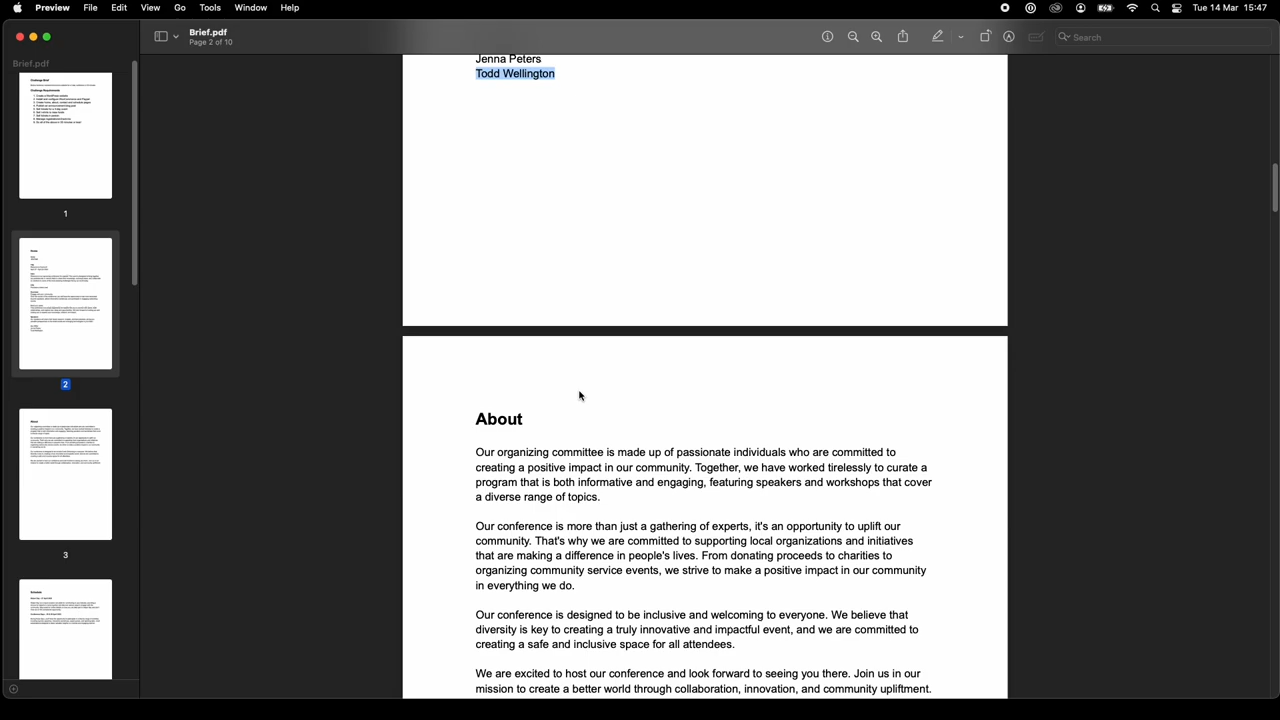 Preview File Edit View Go Tools Window Help Tue 14 Mar 15:47
Brief.pdf
Page 2 of 10
Search
Brief.pdf
Challenge Brief
Challenge Requirements
1
2
About
3
Schedule
Jenna Peters
Todd Wellington
About
Our organizing committee is made up of passionate individuals who are committed to
creating a positive impact in our community. Together, we have worked tirelessly to curate a
program that is both informative and engaging, featuring speakers and workshops that cover
a diverse range of topics.
Our conference is more than just a gathering of experts, it's an opportunity to uplift our
community. That's why we are committed to supporting local organizations and initiatives
that are making a difference in people's lives. From donating proceeds to charities to
organizing community service events, we strive to make a positive impact in our community
in everything we do.
Our conference is designed to be inclusive and welcoming to everyone. We believe that
diversity is key to creating a truly innovative and impactful event, and we are committed to
creating a safe and inclusive space for all attendees.
We are excited to host our conference and look forward to seeing you there. Join us in our
mission to create a better world through collaboration, innovation, and community upliftment.